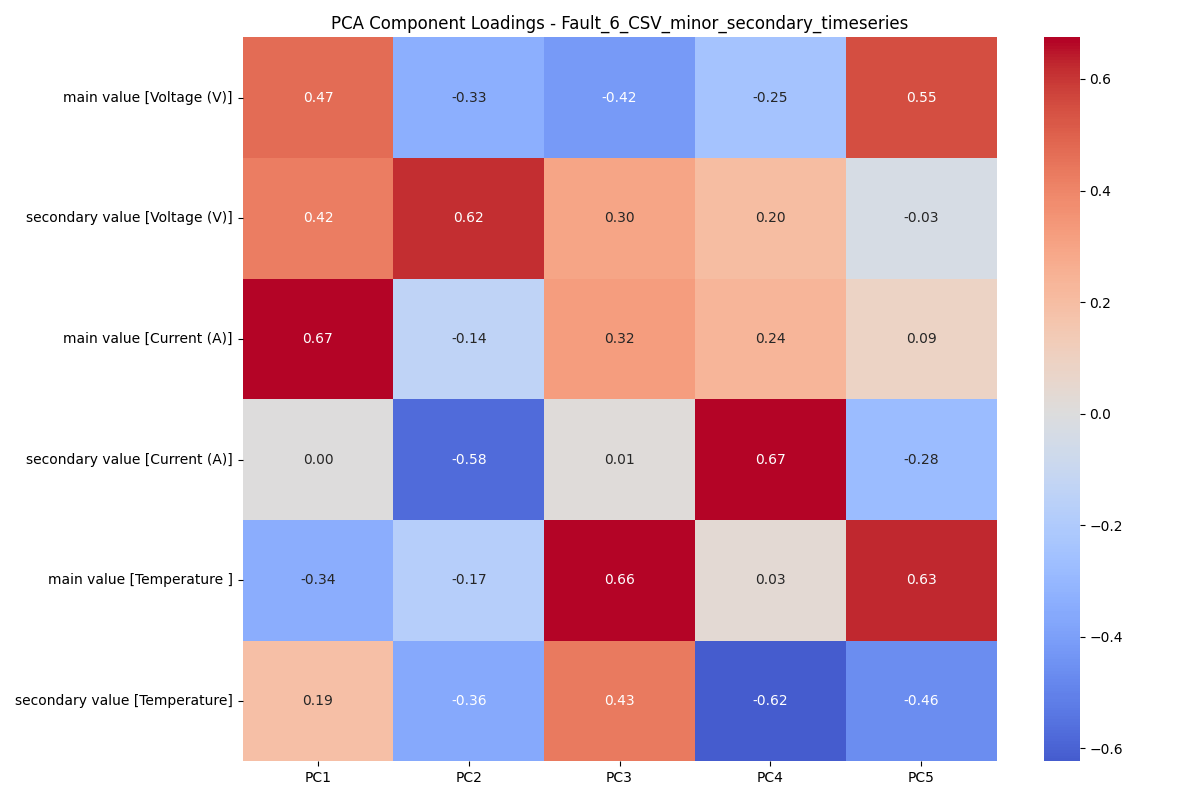 PCA Component Loadings - Fault_6_CSV_minor_secondary_timeseries
main value [Voltage (V)] 0.47 -0.33 -0.42 -0.25 0.55
secondary value [Voltage (V)] 0.42 0.62 0.30 0.20 -0.03
main value [Current (A)] 0.67 -0.14 0.32 0.24 0.09
secondary value [Current (A)] 0.00 -0.58 0.01 0.67 -0.28
main value [Temperature ] -0.34 -0.17 0.66 0.03 0.63
secondary value [Temperature] 0.19 -0.36 0.43 -0.62 -0.46
PC1 PC2 PC3 PC4 PC5
0.6
0.4
0.2
0.0
−0.2
−0.4
−0.6